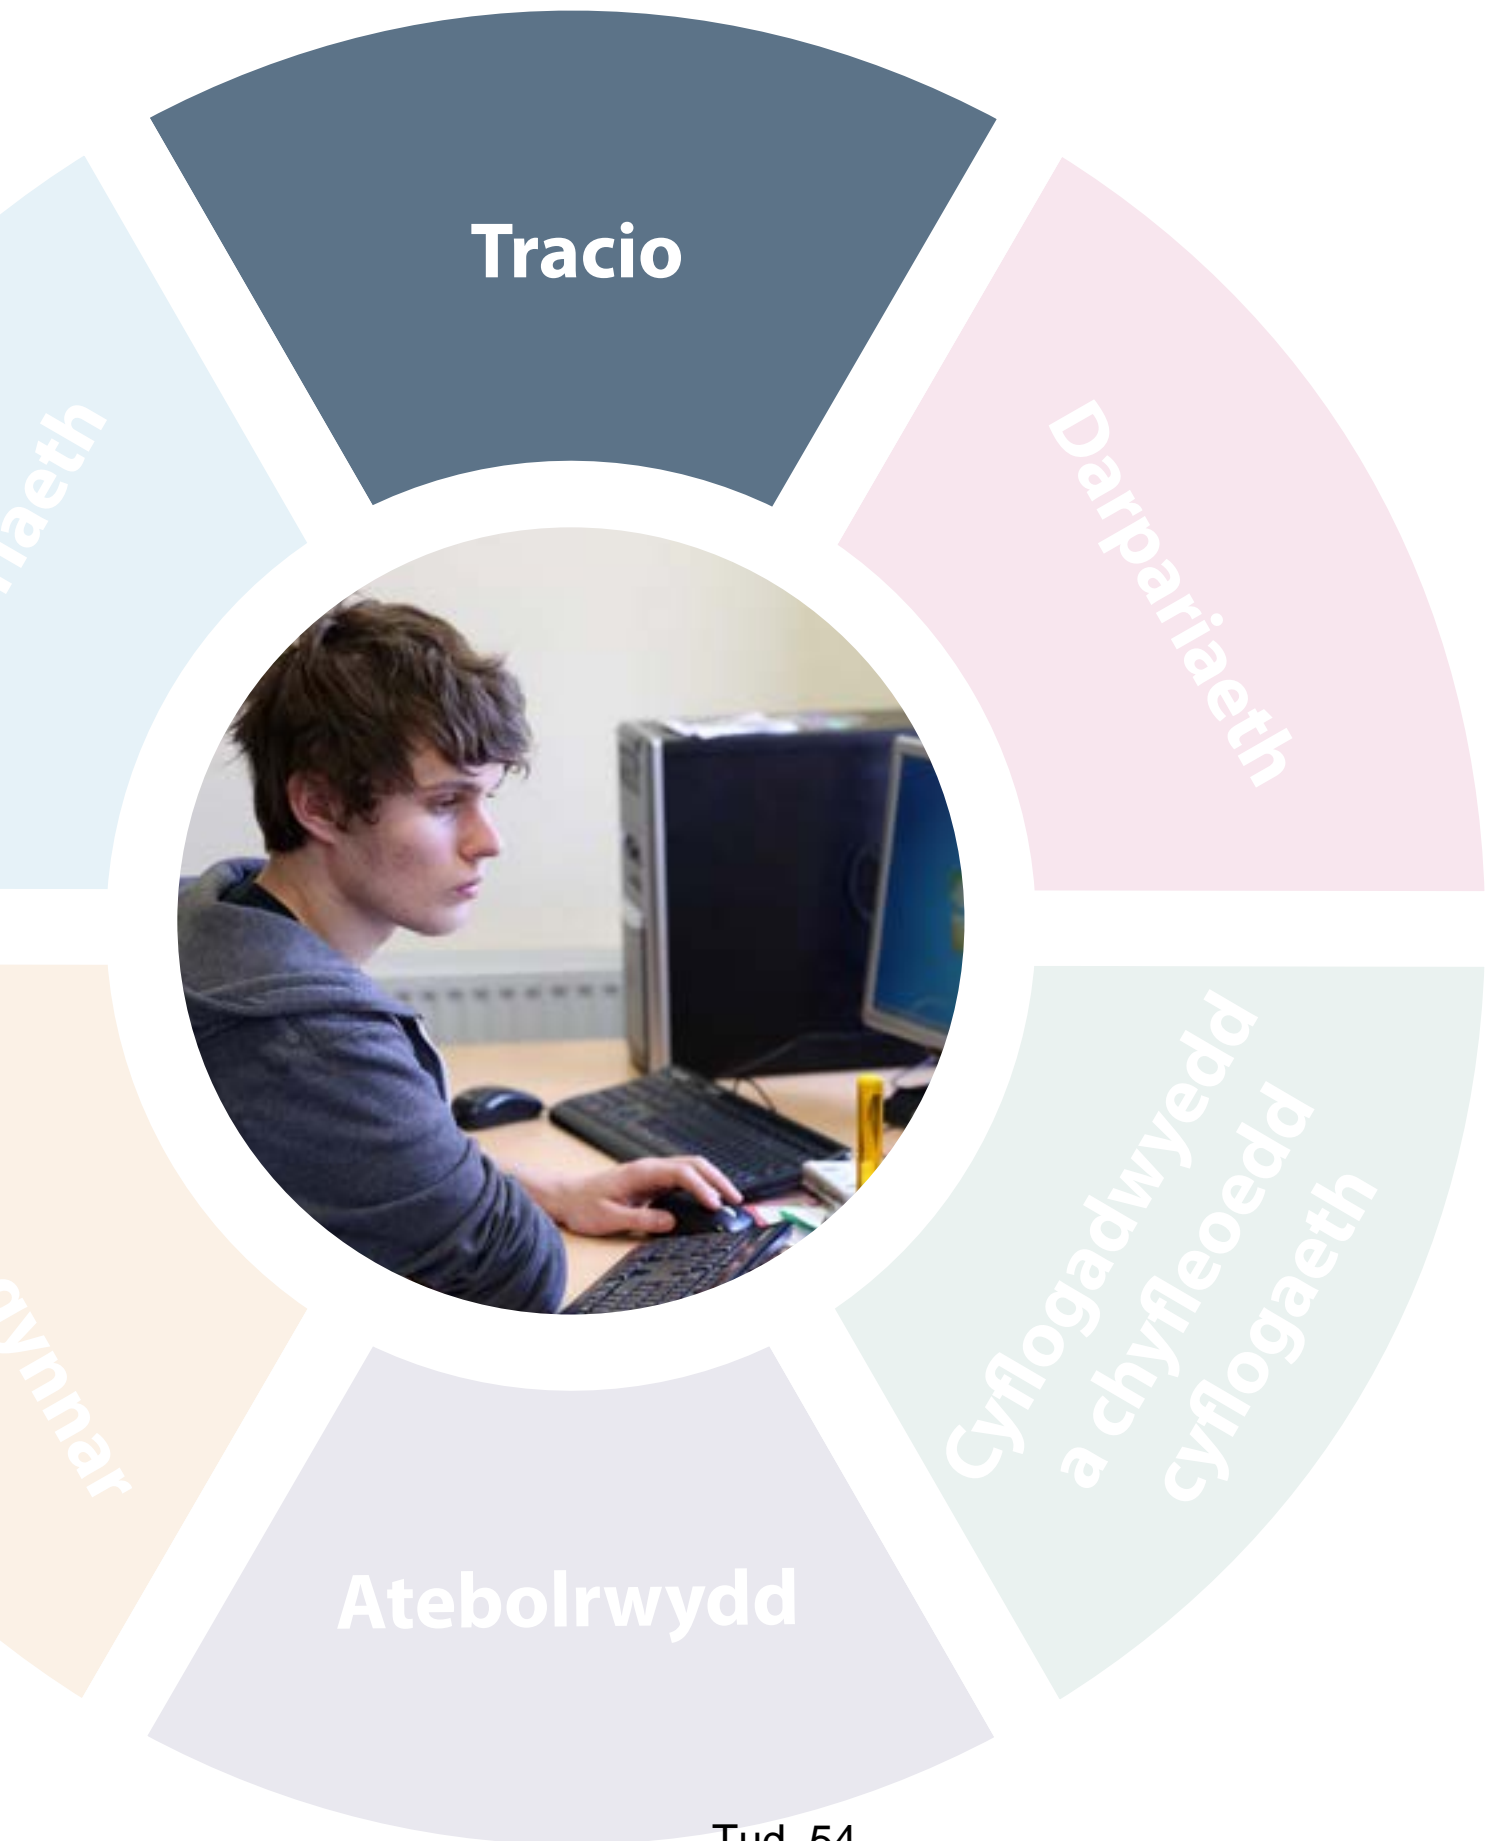 Tracio
Darpariaeth
Cyflogadwyedd
a chyfleoedd
cyflogaeth
Atebolrwydd
Tud. 54